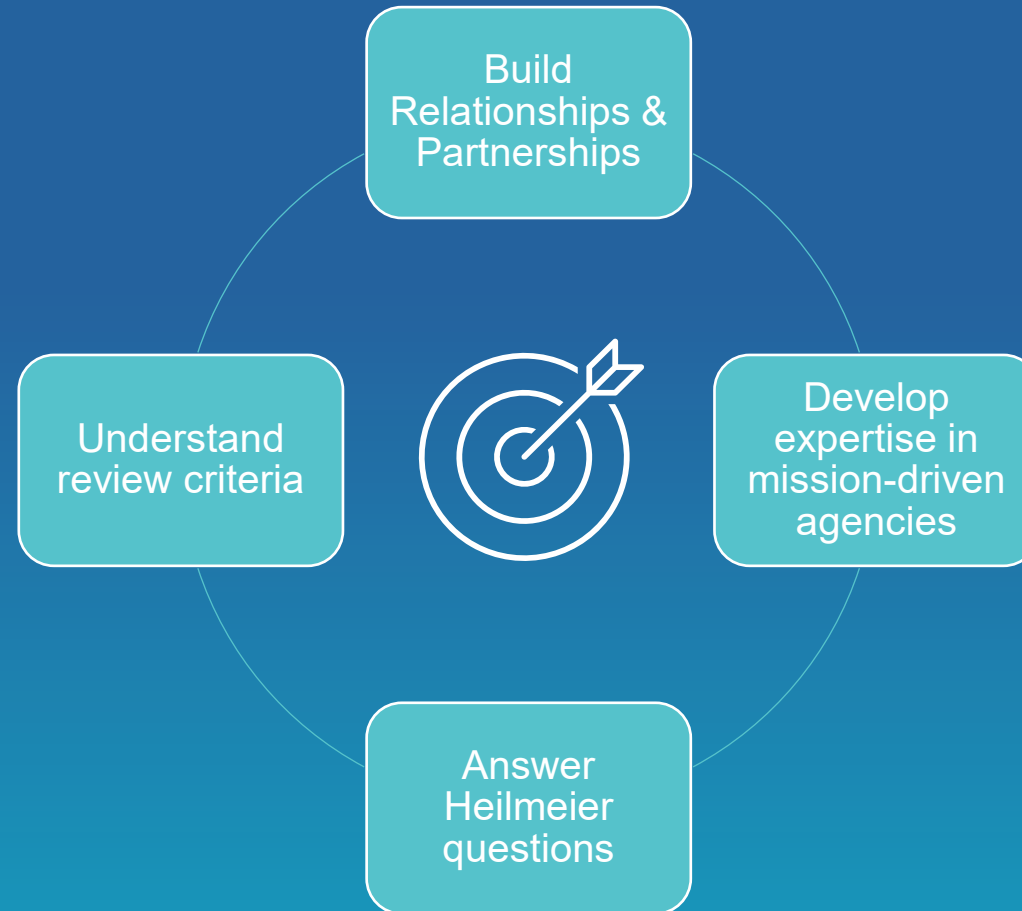 Build
Relationships &
Partnerships
Develop
expertise in
mission-driven
agencies
Answer
Heilmeier
questions
Understand
review criteria